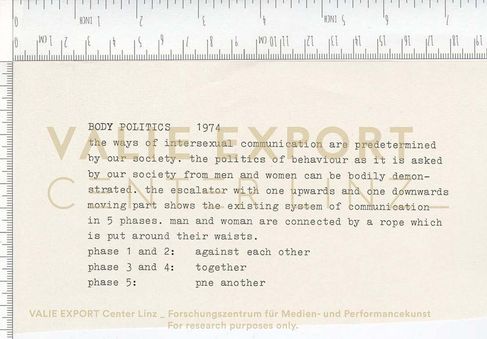 BODY POLITICS 1974
the ways of intersexual communication are predetermined
by our society. the politics of behaviour as it is asked
by our society from men and women can be bodily demon-
strated. the escalator with one upwards and one downwards
moving part shows the existing system of communication
in 5 phases. man and woman are connected by a rope which
is put around their waists.
phase 1 and 2: against each other
phase 3 and 4: together
phase 5: pne another
VALIE EXPORT
CENTER LINZ_
VALIE EXPORT Center Linz _ Forschungszentrum für Medien- und Performancekunst
For research purposes only.